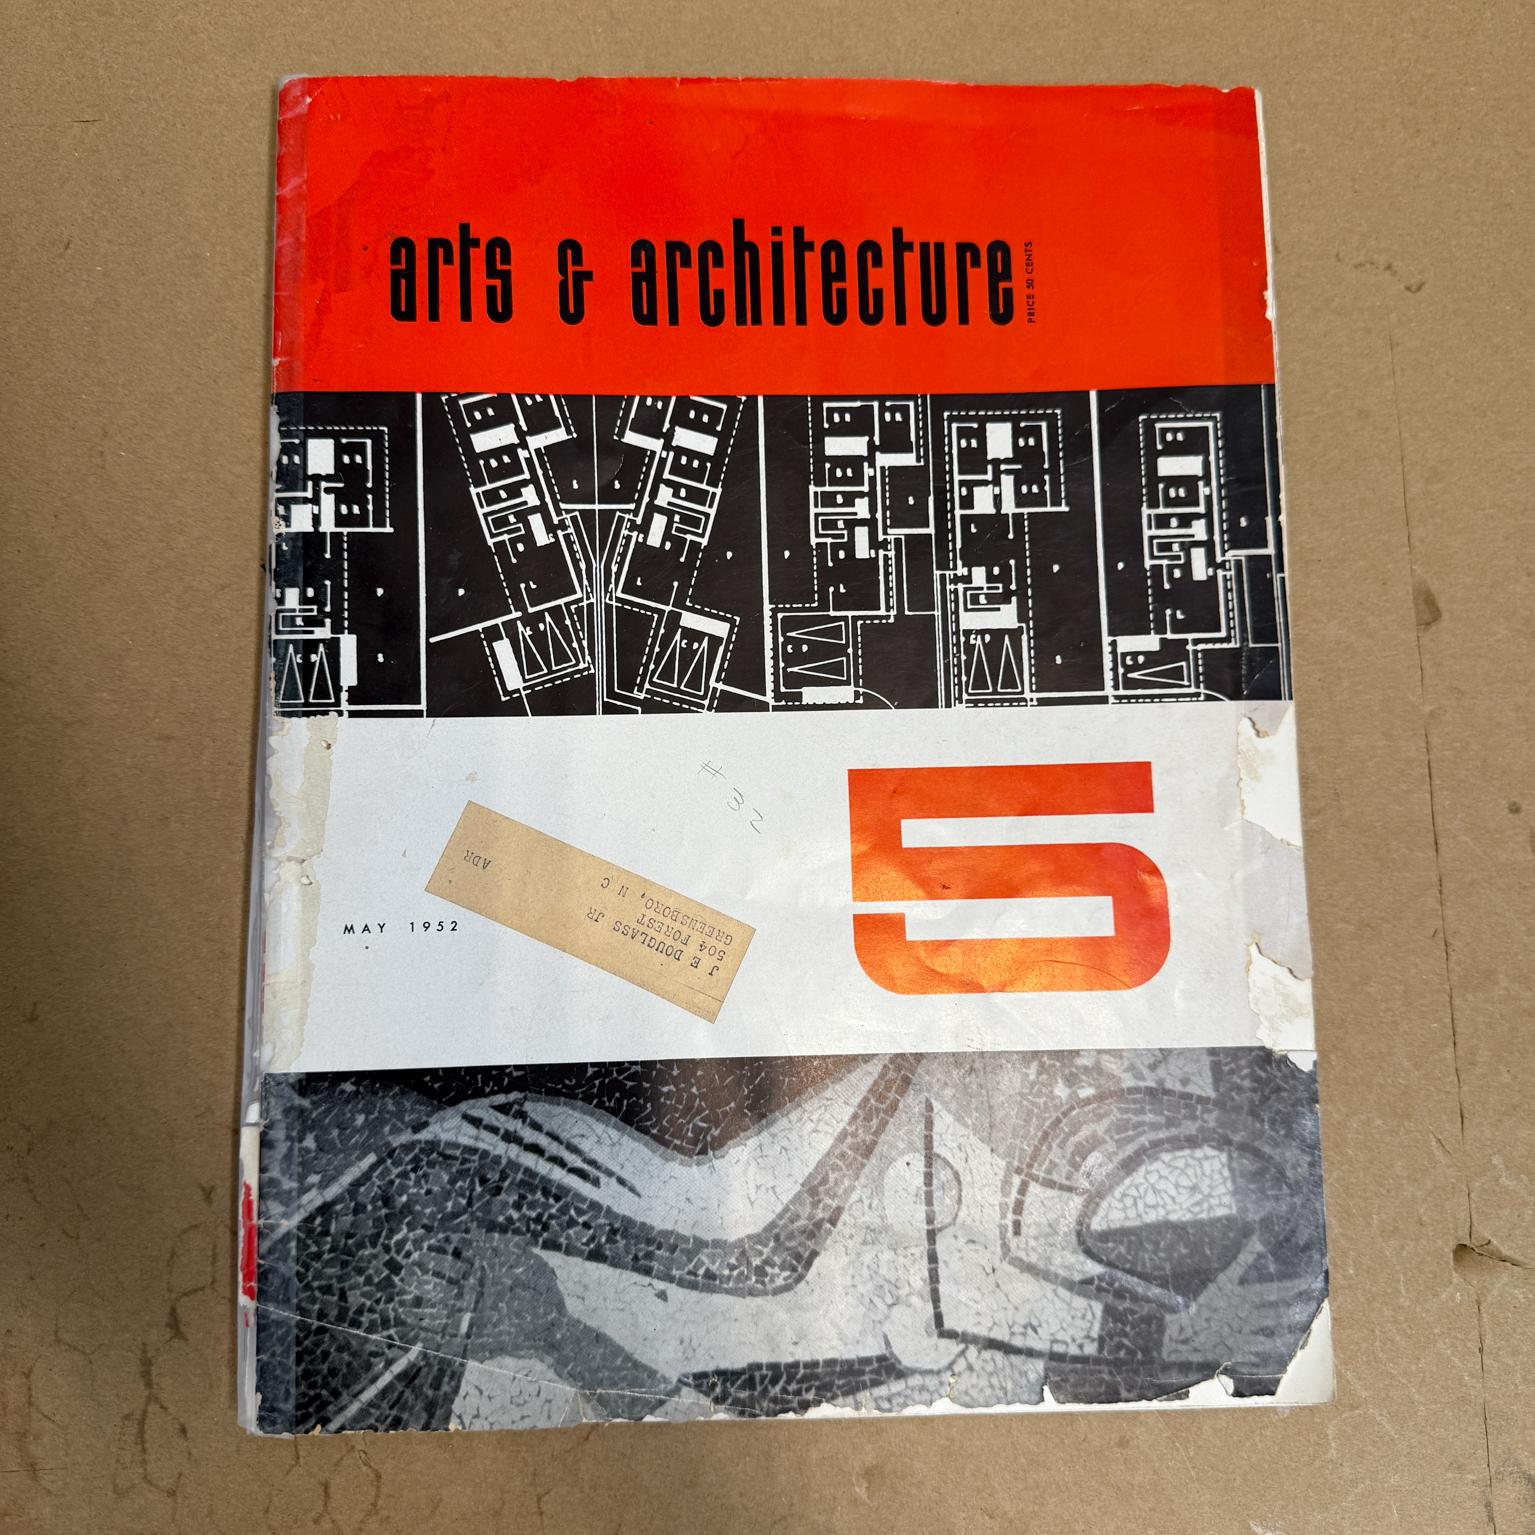 arts & architecture
PRICE 50 CENTS
# 32
5
MAY 1952
J E DOUGLASS JR
504 FOREST
GREENSBORO, N C
ADR